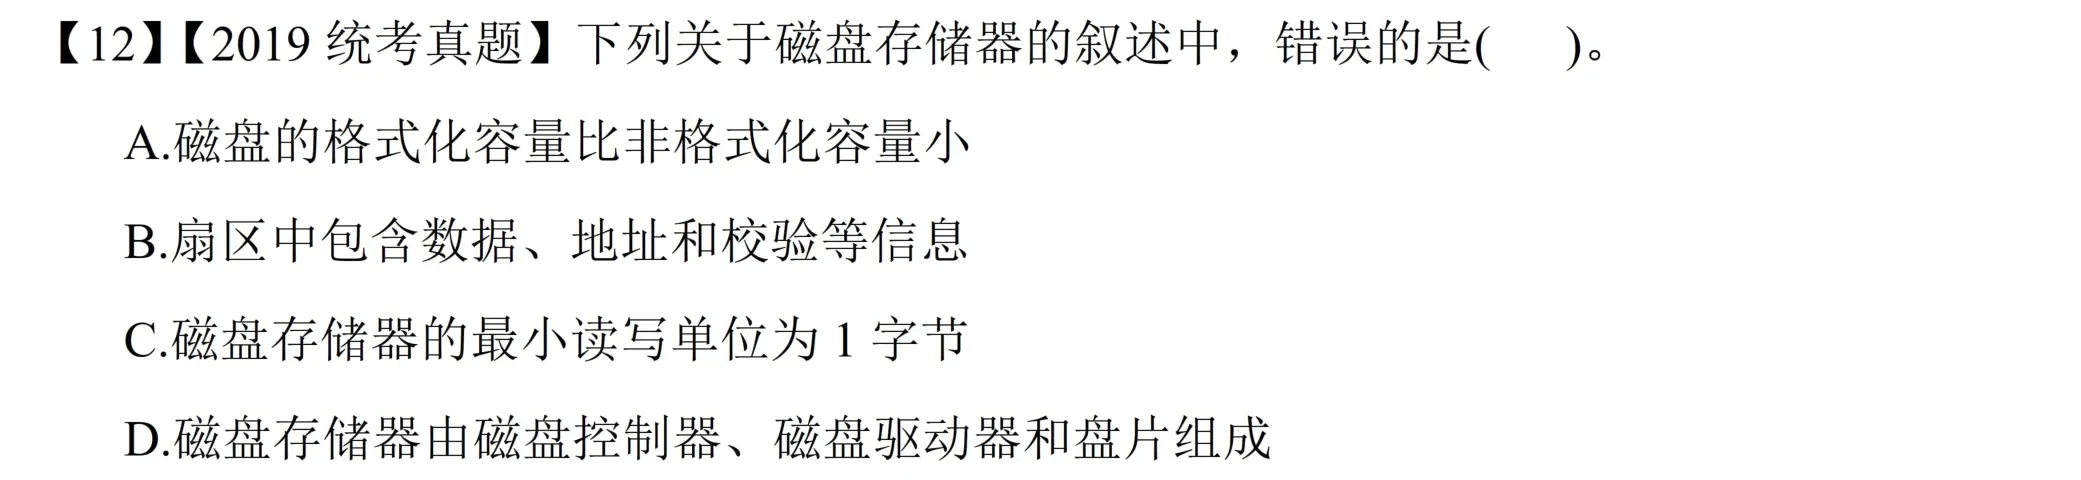 【12】【2019 统考真题】下列关于磁盘存储器的叙述中，错误的是(    )。
A.磁盘的格式化容量比非格式化容量小
B.扇区中包含数据、地址和校验等信息
C.磁盘存储器的最小读写单位为 1 字节
D.磁盘存储器由磁盘控制器、磁盘驱动器和盘片组成